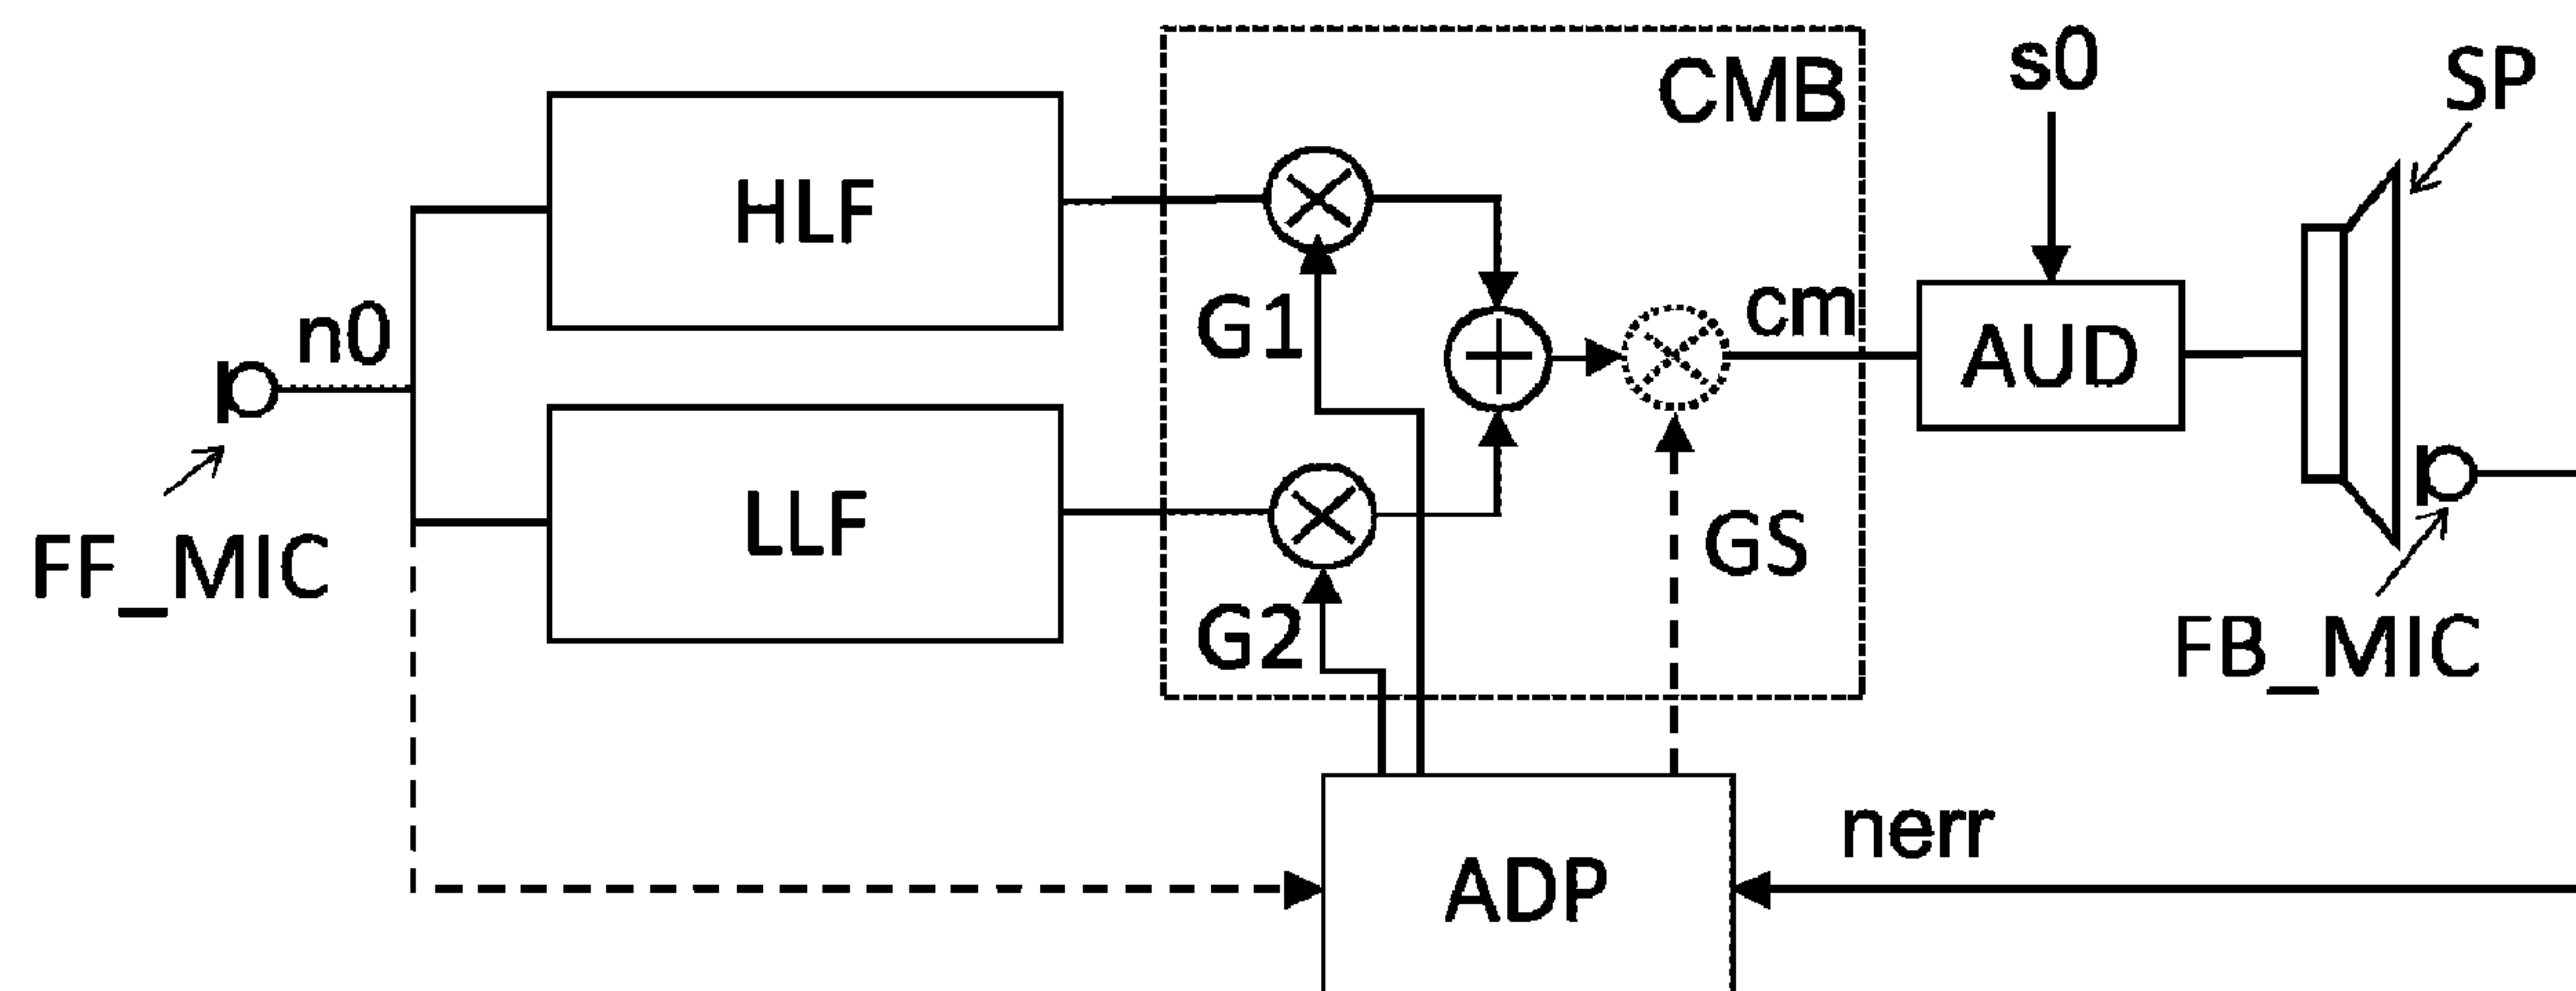 CMB
s0
SP
HLF
n0
G1
cm
AUD
FF_MIC
LLF
G2
GS
FB_MIC
nerr
ADP